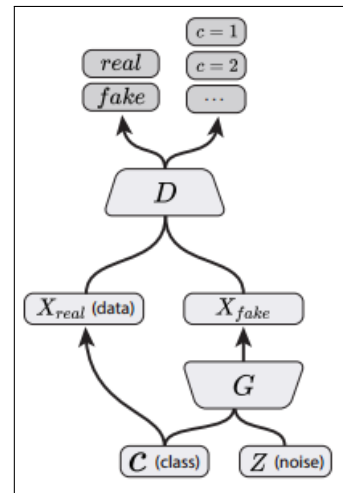 c = 1
real
c = 2
fake
...
D
X_real (data)
X_fake
G
C (class)
Z (noise)